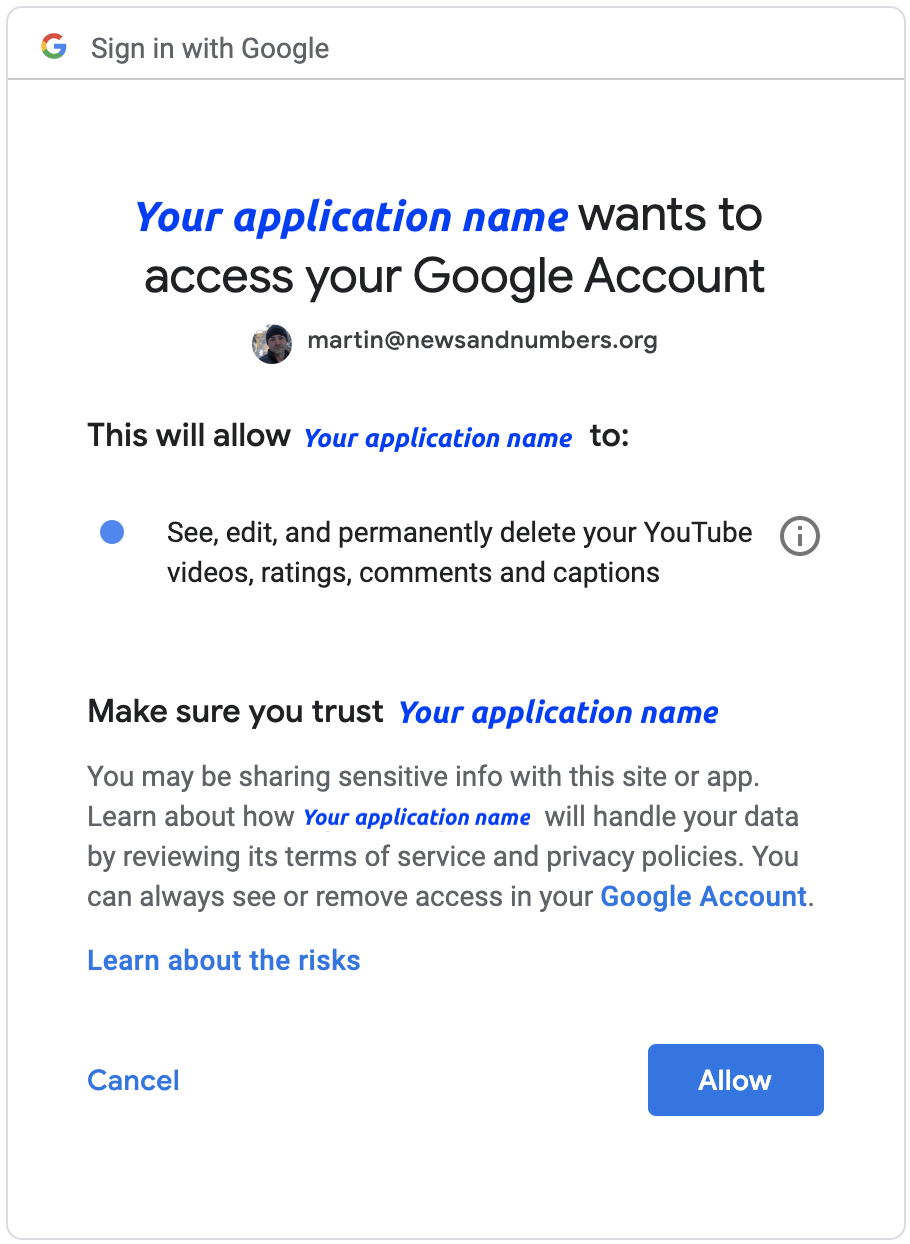 Sign in with Google
Your application name wants to
access your Google Account
martin@newsandnumbers.org
This will allow Your application name to:
See, edit, and permanently delete your YouTube
videos, ratings, comments and captions
Make sure you trust Your application name
You may be sharing sensitive info with this site or app.
Learn about how Your application name will handle your data
by reviewing its terms of service and privacy policies. You
can always see or remove access in your Google Account.
Learn about the risks
Cancel
Allow